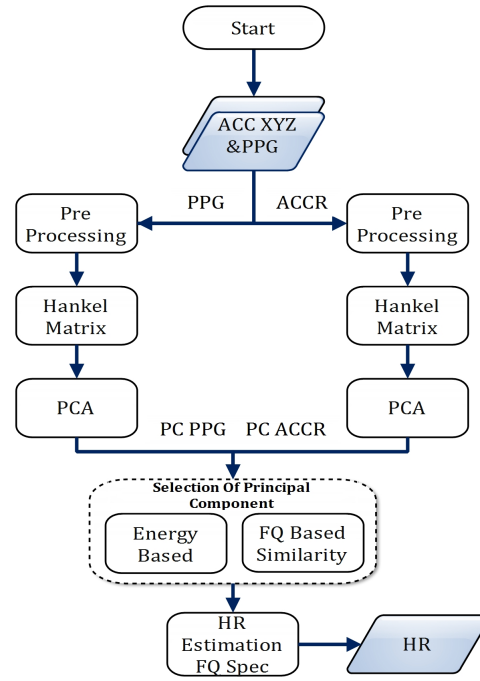 Start
ACC XYZ
&PPG
PPG
ACCR
Pre
Processing
Pre
Processing
Hankel
Matrix
Hankel
Matrix
PCA
PCA
PC PPG
PC ACCR
Selection Of Principal
Component
Energy
Based
FQ Based
Similarity
HR
Estimation
FQ Spec
HR